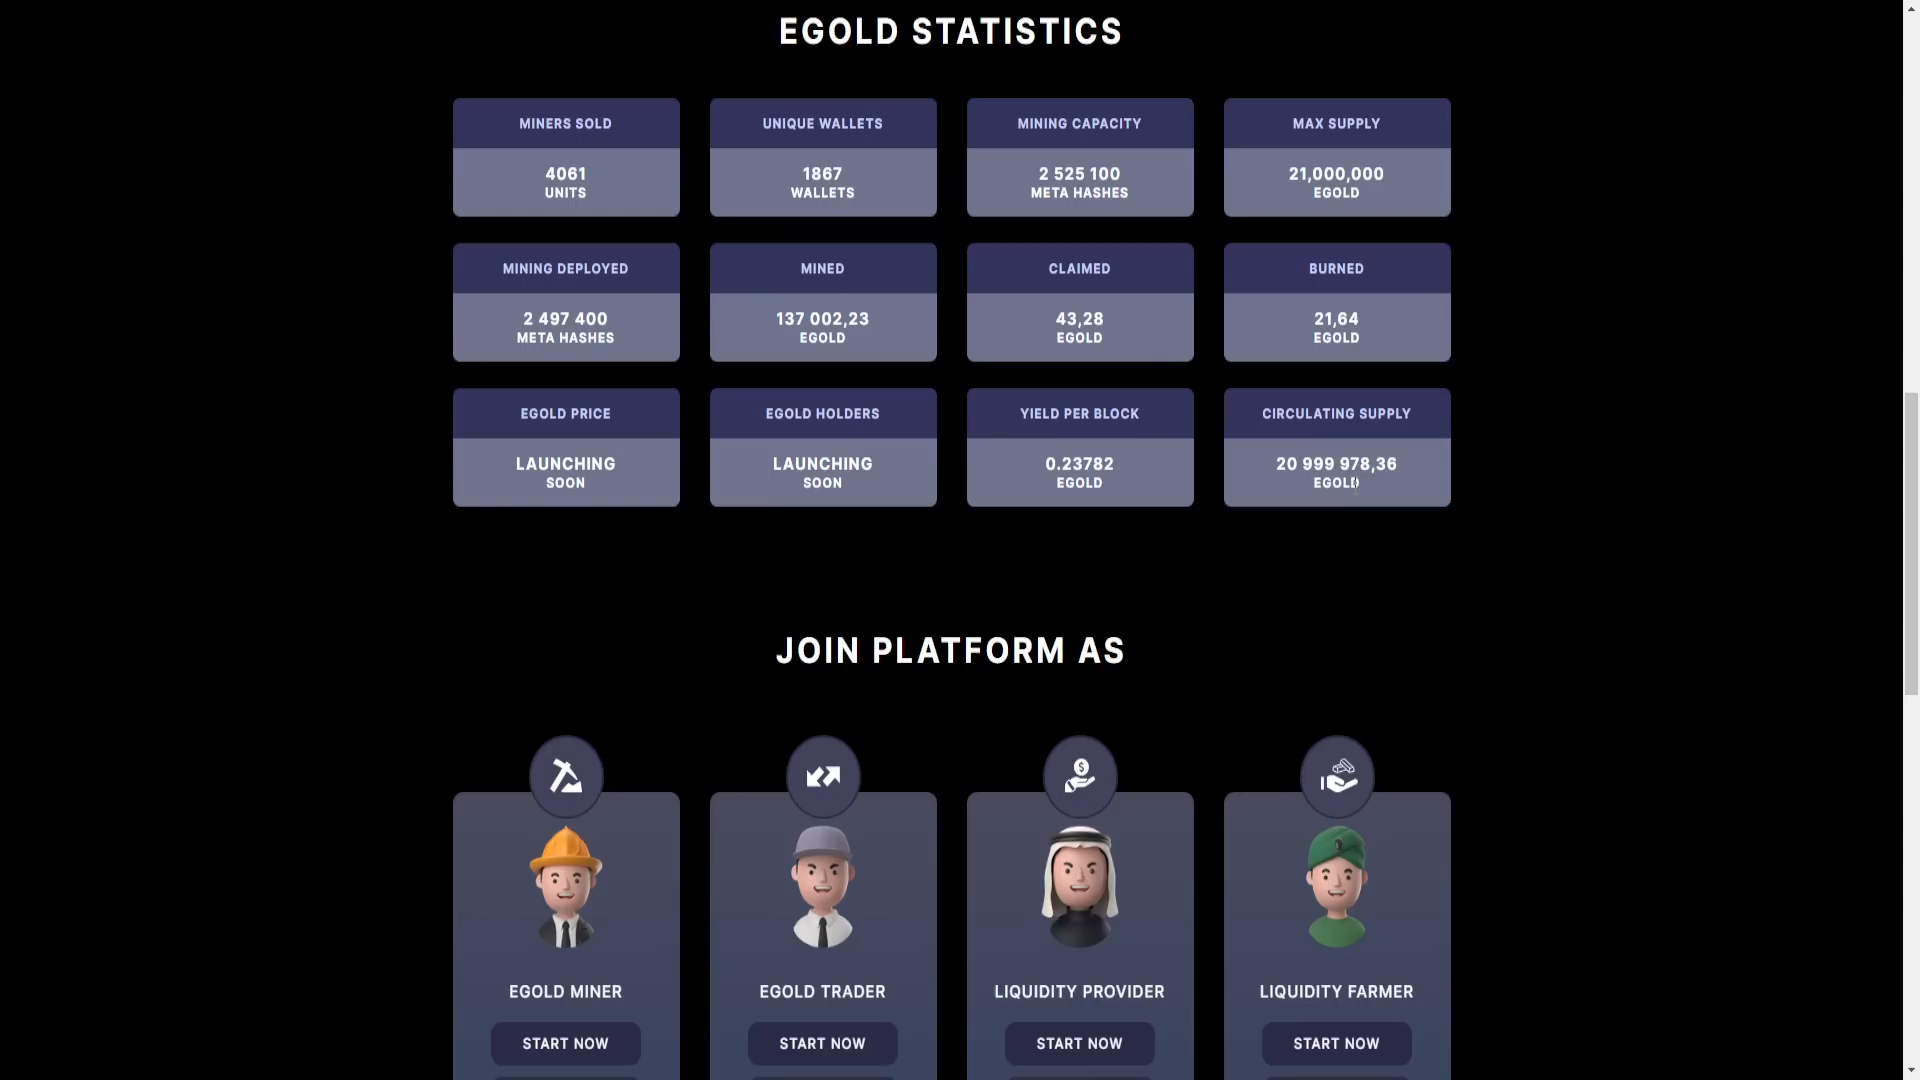 EGOLD STATISTICS
MINERS SOLD
4061
UNITS
UNIQUE WALLETS
1867
WALLETS
MINING CAPACITY
2 525 100
META HASHES
MAX SUPPLY
21,000,000
EGOLD
MINING DEPLOYED
2 497 400
META HASHES
MINED
137 002,23
EGOLD
CLAIMED
43,28
EGOLD
BURNED
21,64
EGOLD
EGOLD PRICE
LAUNCHING
SOON
EGOLD HOLDERS
LAUNCHING
SOON
YIELD PER BLOCK
0.23782
EGOLD
CIRCULATING SUPPLY
20 999 978,36
EGOLD
JOIN PLATFORM AS
EGOLD MINER
START NOW
EGOLD TRADER
START NOW
LIQUIDITY PROVIDER
START NOW
LIQUIDITY FARMER
START NOW